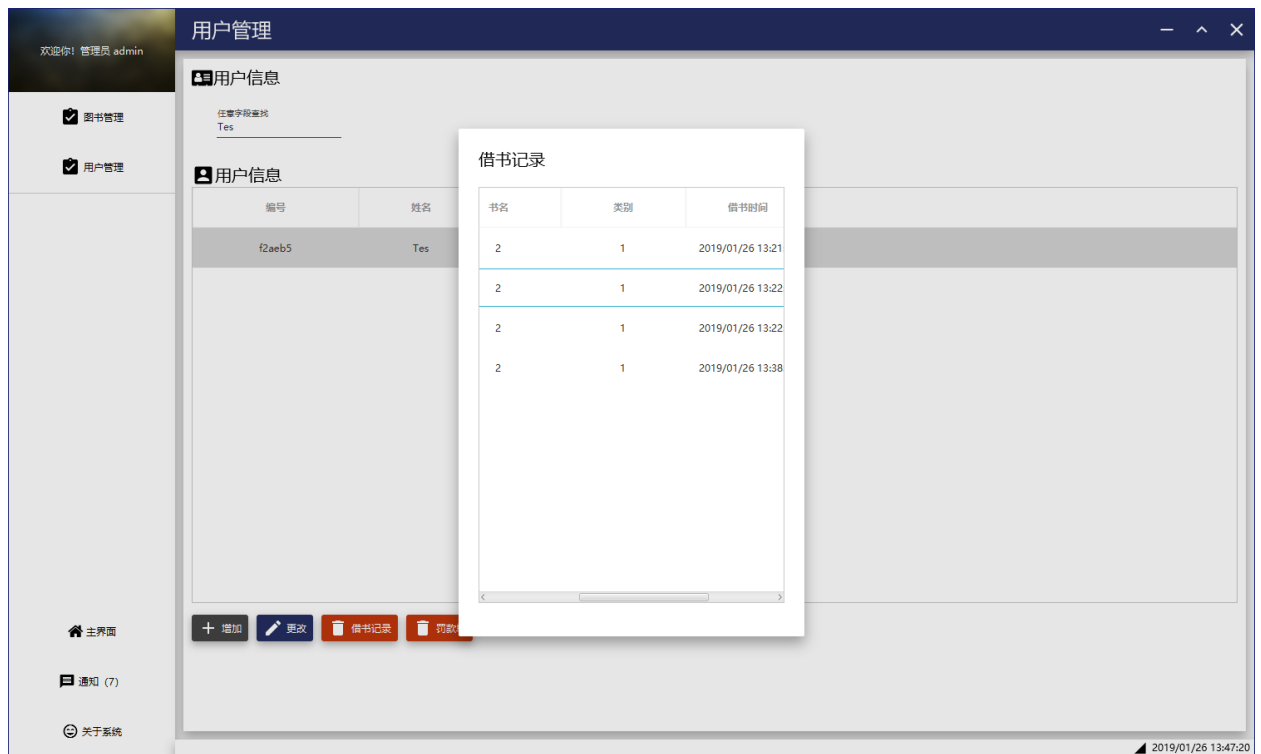 欢迎你！管理员 admin
图书管理
用户管理
主界面
通知 (7)
关于系统
用户管理
用户信息
任意字段查找
Tes
用户信息
编号 姓名
f2aeb5 Tes
增加 更改 借书记录 罚款
借书记录
书名 类别 借书时间
2 1 2019/01/26 13:21
2 1 2019/01/26 13:22
2 1 2019/01/26 13:22
2 1 2019/01/26 13:38
2019/01/26 13:47:20